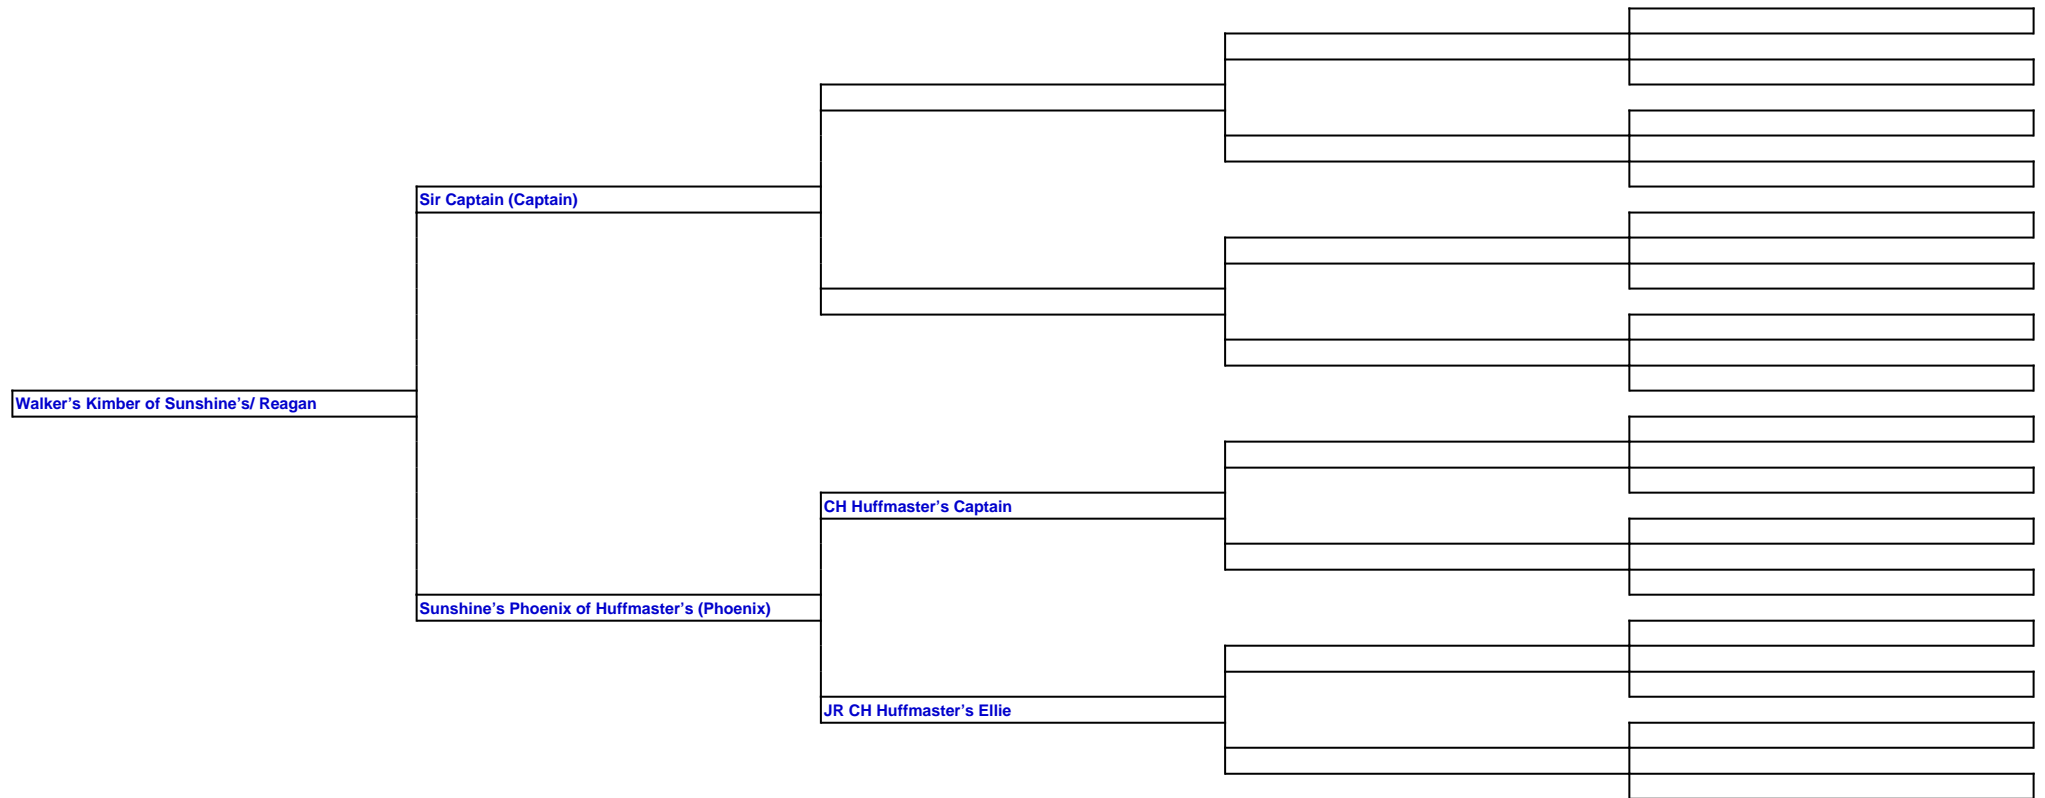 Sir Captain (Captain)
Walker’s Kimber of Sunshine’s/ Reagan
CH Huffmaster’s Captain
Sunshine’s Phoenix of Huffmaster’s (Phoenix)
JR CH Huffmaster’s Ellie